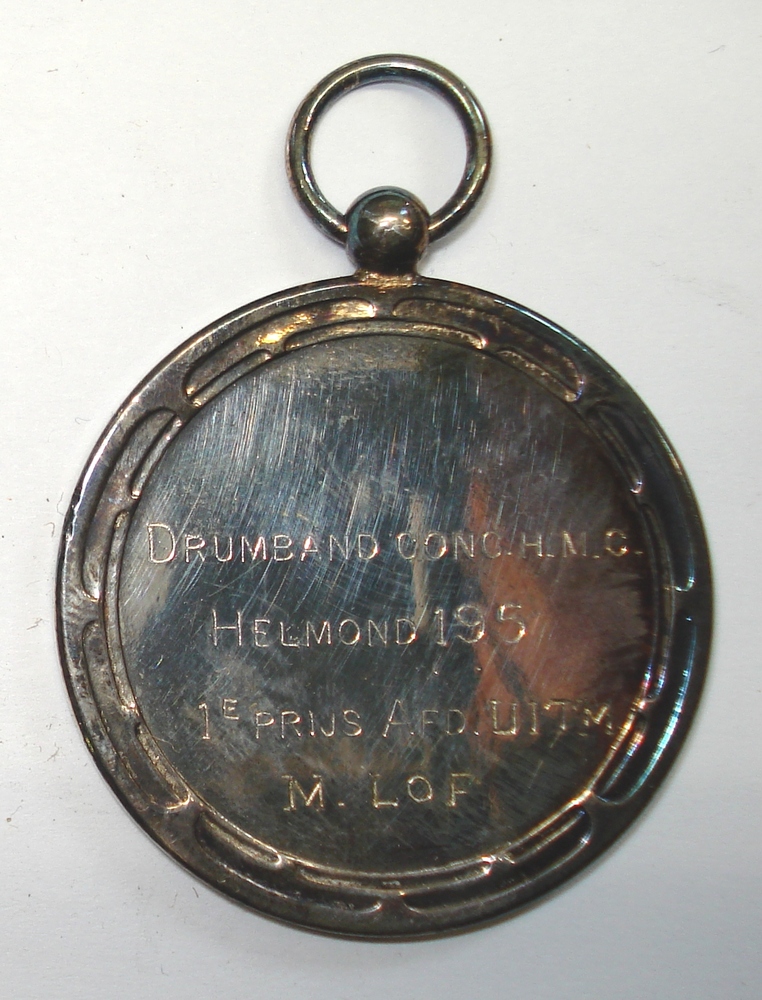 DRUMBAND CONC. H.M.C.
HELMOND 195
1E PRIJS AFD. UITM.
M. LOF